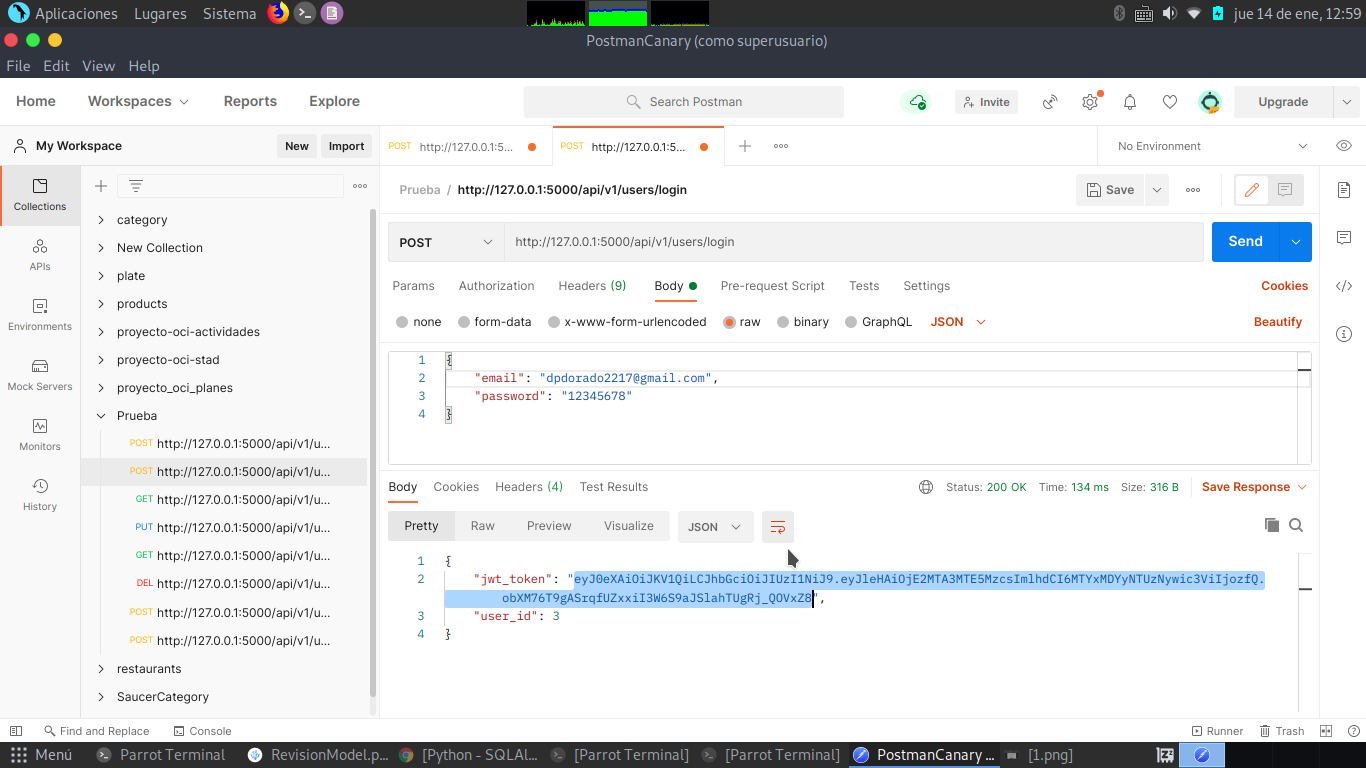 Aplicaciones Lugares Sistema jue 14 de ene, 12:59
PostmanCanary (como superusuario)
File Edit View Help
Home Workspaces Reports Explore Search Postman Invite Upgrade
My Workspace New Import POST http://127.0.0.1:5... POST http://127.0.0.1:5... No Environment
Prueba / http://127.0.0.1:5000/api/v1/users/login Save
Collections
APIs
Environments
Mock Servers
Monitors
History
category
New Collection
plate
products
proyecto-oci-actividades
proyecto-oci-stad
proyecto_oci_planes
Prueba
POST http://127.0.0.1:5000/api/v1/u...
POST http://127.0.0.1:5000/api/v1/u...
GET http://127.0.0.1:5000/api/v1/u...
PUT http://127.0.0.1:5000/api/v1/u...
GET http://127.0.0.1:5000/api/v1/u...
DEL http://127.0.0.1:5000/api/v1/u...
POST http://127.0.0.1:5000/api/v1/u...
POST http://127.0.0.1:5000/api/v1/u...
restaurants
SaucerCategory
POST http://127.0.0.1:5000/api/v1/users/login Send
Params Authorization Headers (9) Body Pre-request Script Tests Settings Cookies
none form-data x-www-form-urlencoded raw binary GraphQL JSON Beautify
1 {
2 "email": "dpdorado2217@gmail.com",
3 "password": "12345678"
4 }
Body Cookies Headers (4) Test Results Status: 200 OK Time: 134 ms Size: 316 B Save Response
Pretty Raw Preview Visualize JSON
1 {
2 "jwt_token": "eyJ0eXAiOiJKV1QiLCJhbGciOiJIUzI1NiJ9.eyJleHAiOjE2MTA3MTE5MzcsImlhdCI6MTYxMDYyNTUzNywic3ViIjozfQ.
obXM76T9gASrqfUZxxiI3W6S9aJSlahTUgRj_QOVxZ8",
3 "user_id": 3
4 }
Find and Replace Console Runner Trash
Menú Parrot Terminal RevisionModel.p... [Python - SQLAl... [Parrot Terminal] [Parrot Terminal] PostmanCanary ... [1.png]